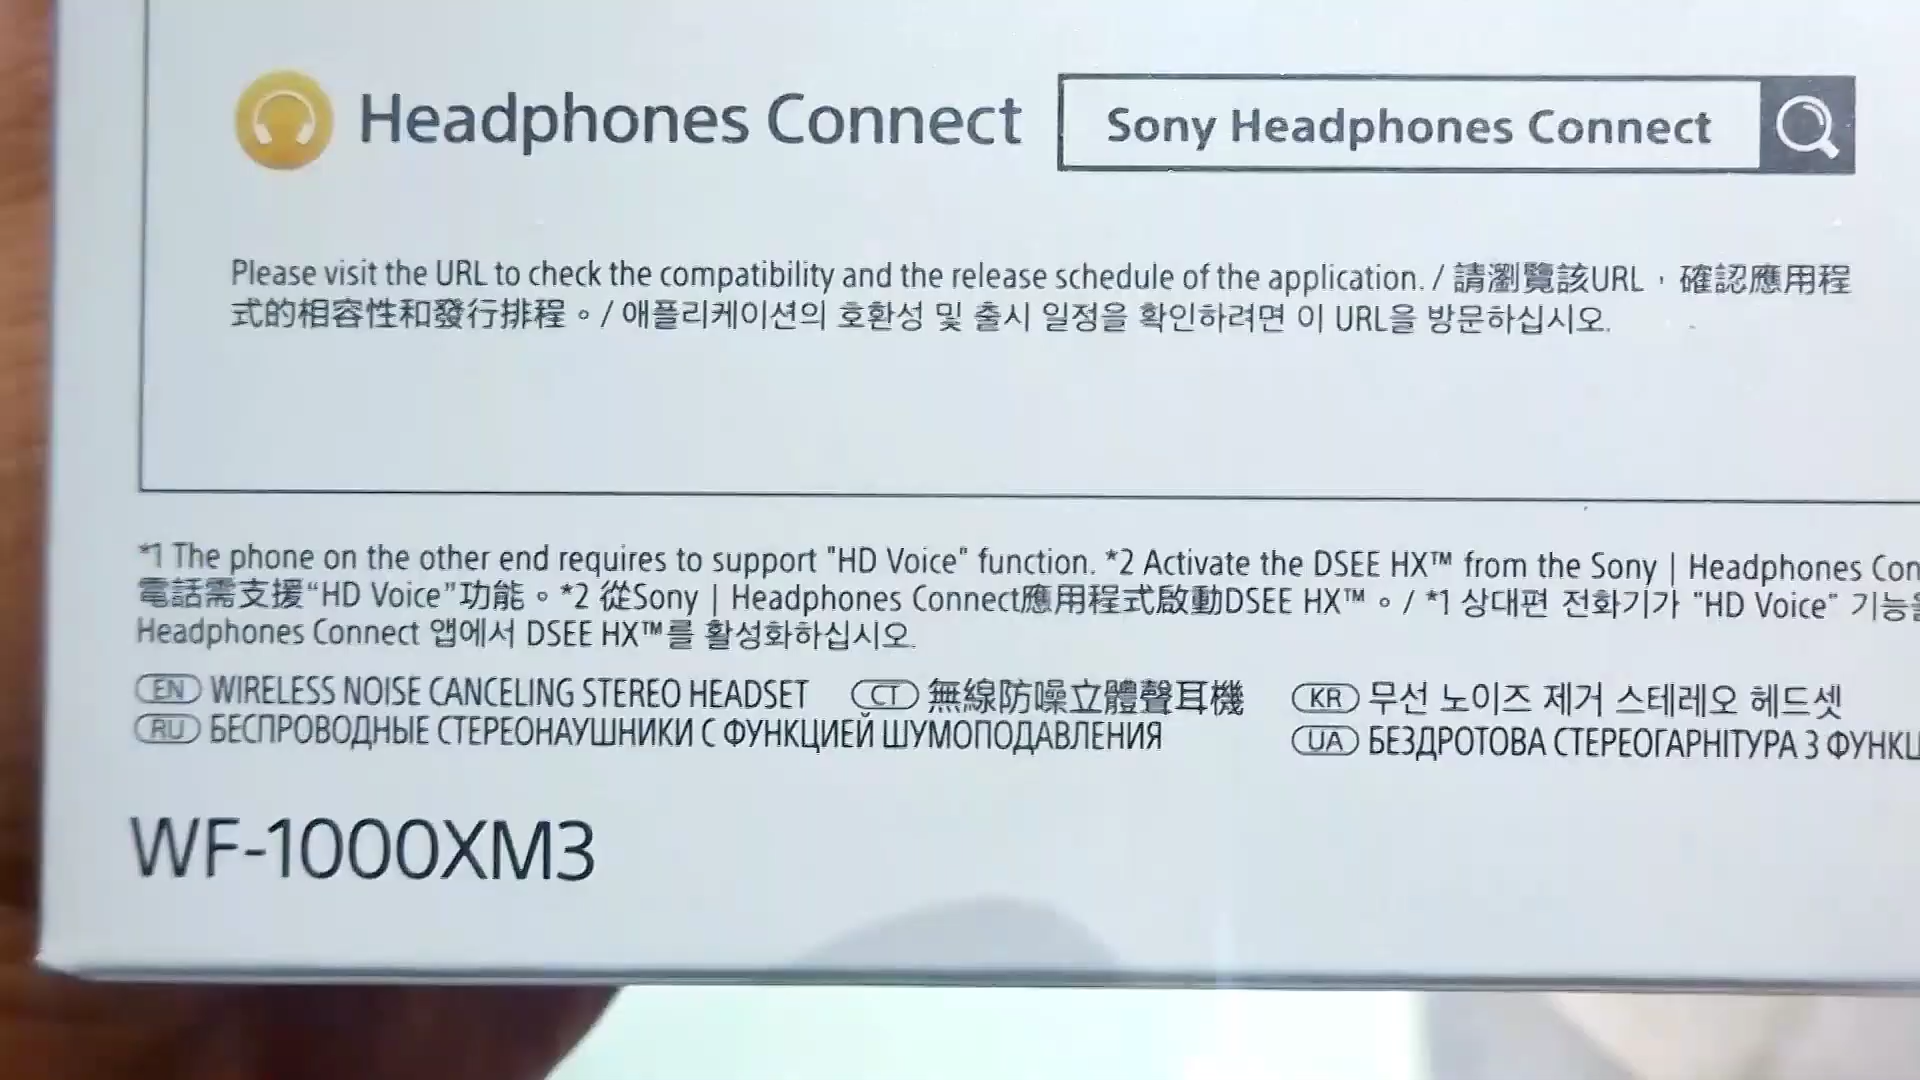 Headphones Connect
Sony Headphones Connect
Please visit the URL to check the compatibility and the release schedule of the application. / 請瀏覽該URL，確認應用程
式的相容性和發行排程。/ 애플리케이션의 호환성 및 출시 일정을 확인하려면 이 URL을 방문하십시오.
*1 The phone on the other end requires to support "HD Voice" function. *2 Activate the DSEE HX™ from the Sony | Headphones Con
電話需支援“HD Voice”功能。*2 從Sony | Headphones Connect應用程式啟動DSEE HX™。/ *1 상대편 전화기가 "HD Voice" 기능을
Headphones Connect 앱에서 DSEE HX™를 활성화하십시오.
EN WIRELESS NOISE CANCELING STEREO HEADSET CT 無線防噪立體聲耳機 KR 무선 노이즈 제거 스테레오 헤드셋
RU БЕСПРОВОДНЫЕ СТЕРЕОНАУШНИКИ С ФУНКЦИЕЙ ШУМОПОДАВЛЕНИЯ UA БЕЗДРОТОВА СТЕРЕОГАРНІТУРА З ФУНКЦ
WF-1000XM3